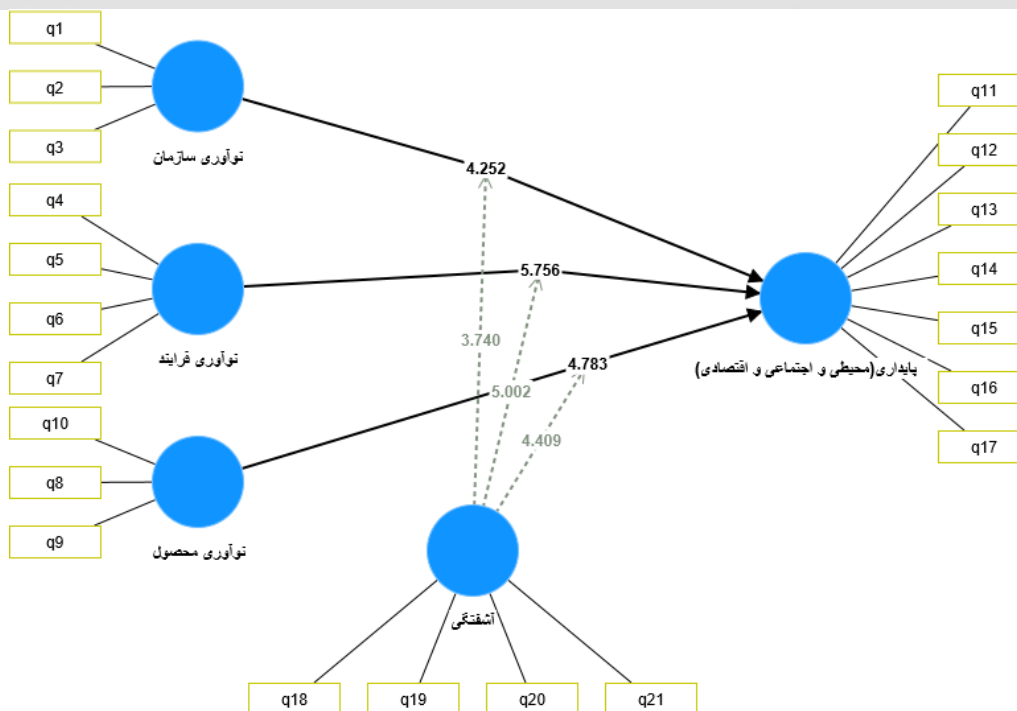 q1
q2
q3
نوآوری سازمان
q4
q5
q6
q7
نوآوری فرایند
q10
q8
q9
نوآوری محصول
4.252
5.756
4.783
3.740
5.002
4.409
آشفتگی
q18
q19
q20
q21
پایداری(محیطی و اجتماعی و اقتصادی)
q11
q12
q13
q14
q15
q16
q17